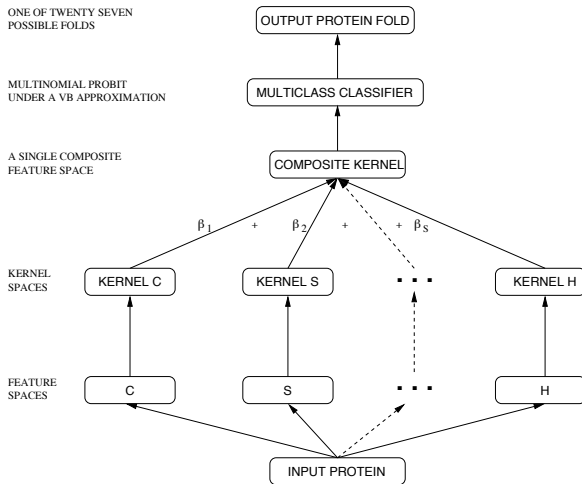 ONE OF TWENTY SEVEN
POSSIBLE FOLDS
OUTPUT PROTEIN FOLD
MULTINOMIAL PROBIT
UNDER A VB APPROXIMATION
MULTICLASS CLASSIFIER
A SINGLE COMPOSITE
FEATURE SPACE
COMPOSITE KERNEL
β1 + β2 + + βS
KERNEL
SPACES
KERNEL C
KERNEL S
...
KERNEL H
FEATURE
SPACES
C
S
...
H
INPUT PROTEIN